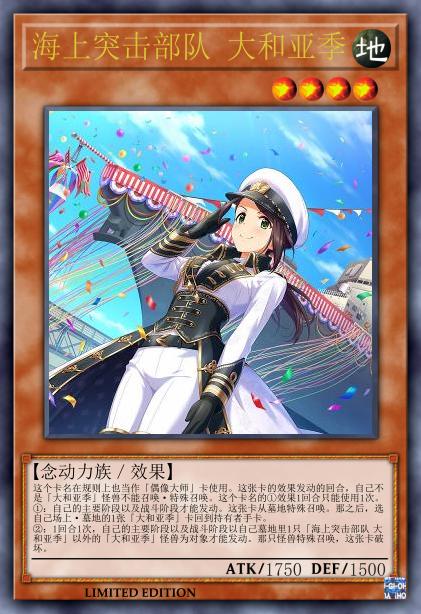 海上突击部队 大和亚季
地
【念动力族 / 效果】
这个卡名在规则上也当作「偶像大师」卡使用。这张卡的效果发动的回合，自己不
是「大和亚季」怪兽不能召唤·特殊召唤。这个卡名的①效果1回合只能使用1次。
①：自己的主要阶段以及战斗阶段才能发动。这张卡从墓地特殊召唤。那之后，选
自己场上·墓地的1张「大和亚季」卡回到持有者手卡。
②：1回合1次，自己的主要阶段以及战斗阶段以自己墓地里1只「海上突击部队 大
和亚季」以外的「大和亚季」怪兽为对象才能发动。那只怪兽特殊召唤，这张卡破
坏。
ATK/1750 DEF/1500
LIMITED EDITION